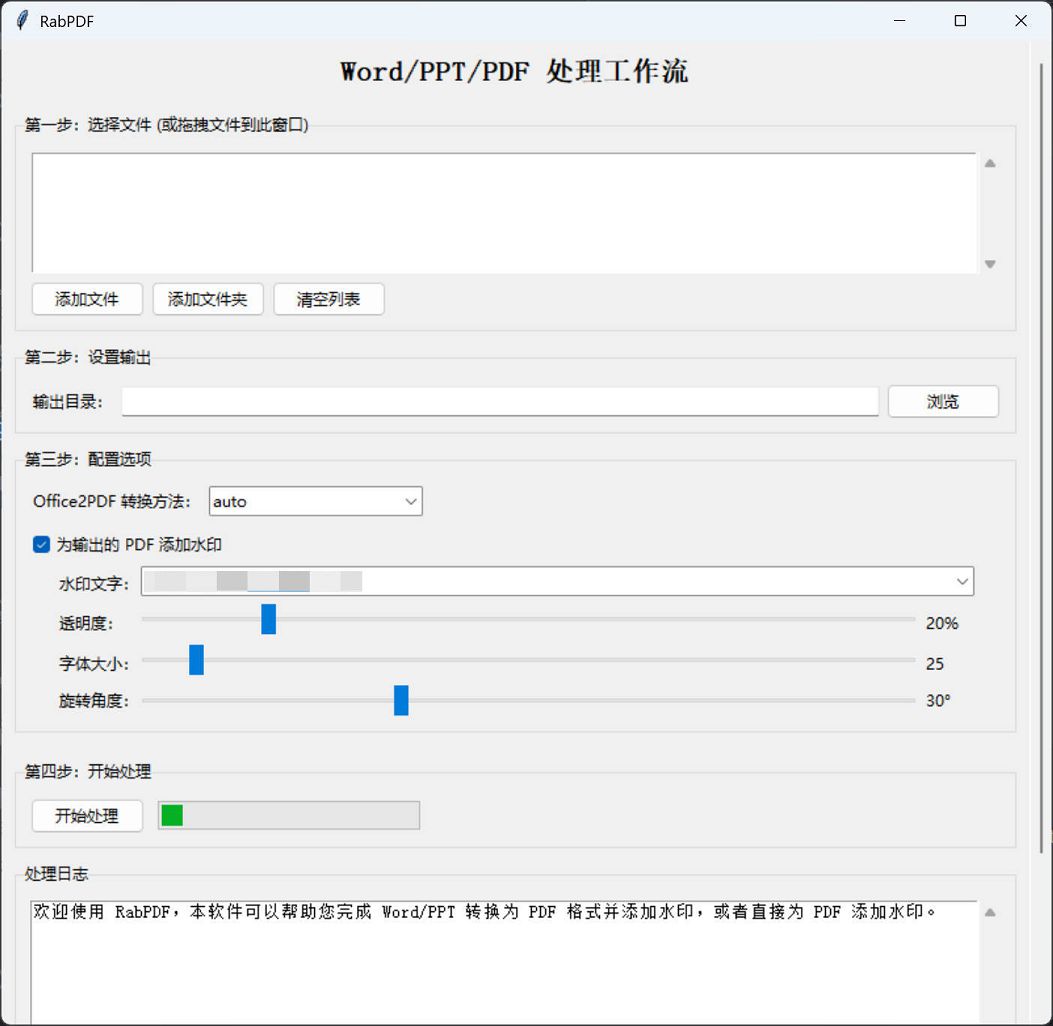 RabPDF
Word/PPT/PDF 处理工作流
第一步：选择文件 (或拖拽文件到此窗口)
添加文件 添加文件夹 清空列表
第二步：设置输出
输出目录： 浏览
第三步：配置选项
Office2PDF 转换方法： auto
为输出的 PDF 添加水印
水印文字：
透明度： 20%
字体大小： 25
旋转角度： 30°
第四步：开始处理
开始处理
处理日志
欢迎使用 RabPDF，本软件可以帮助您完成 Word/PPT 转换为 PDF 格式并添加水印，或者直接为 PDF 添加水印。